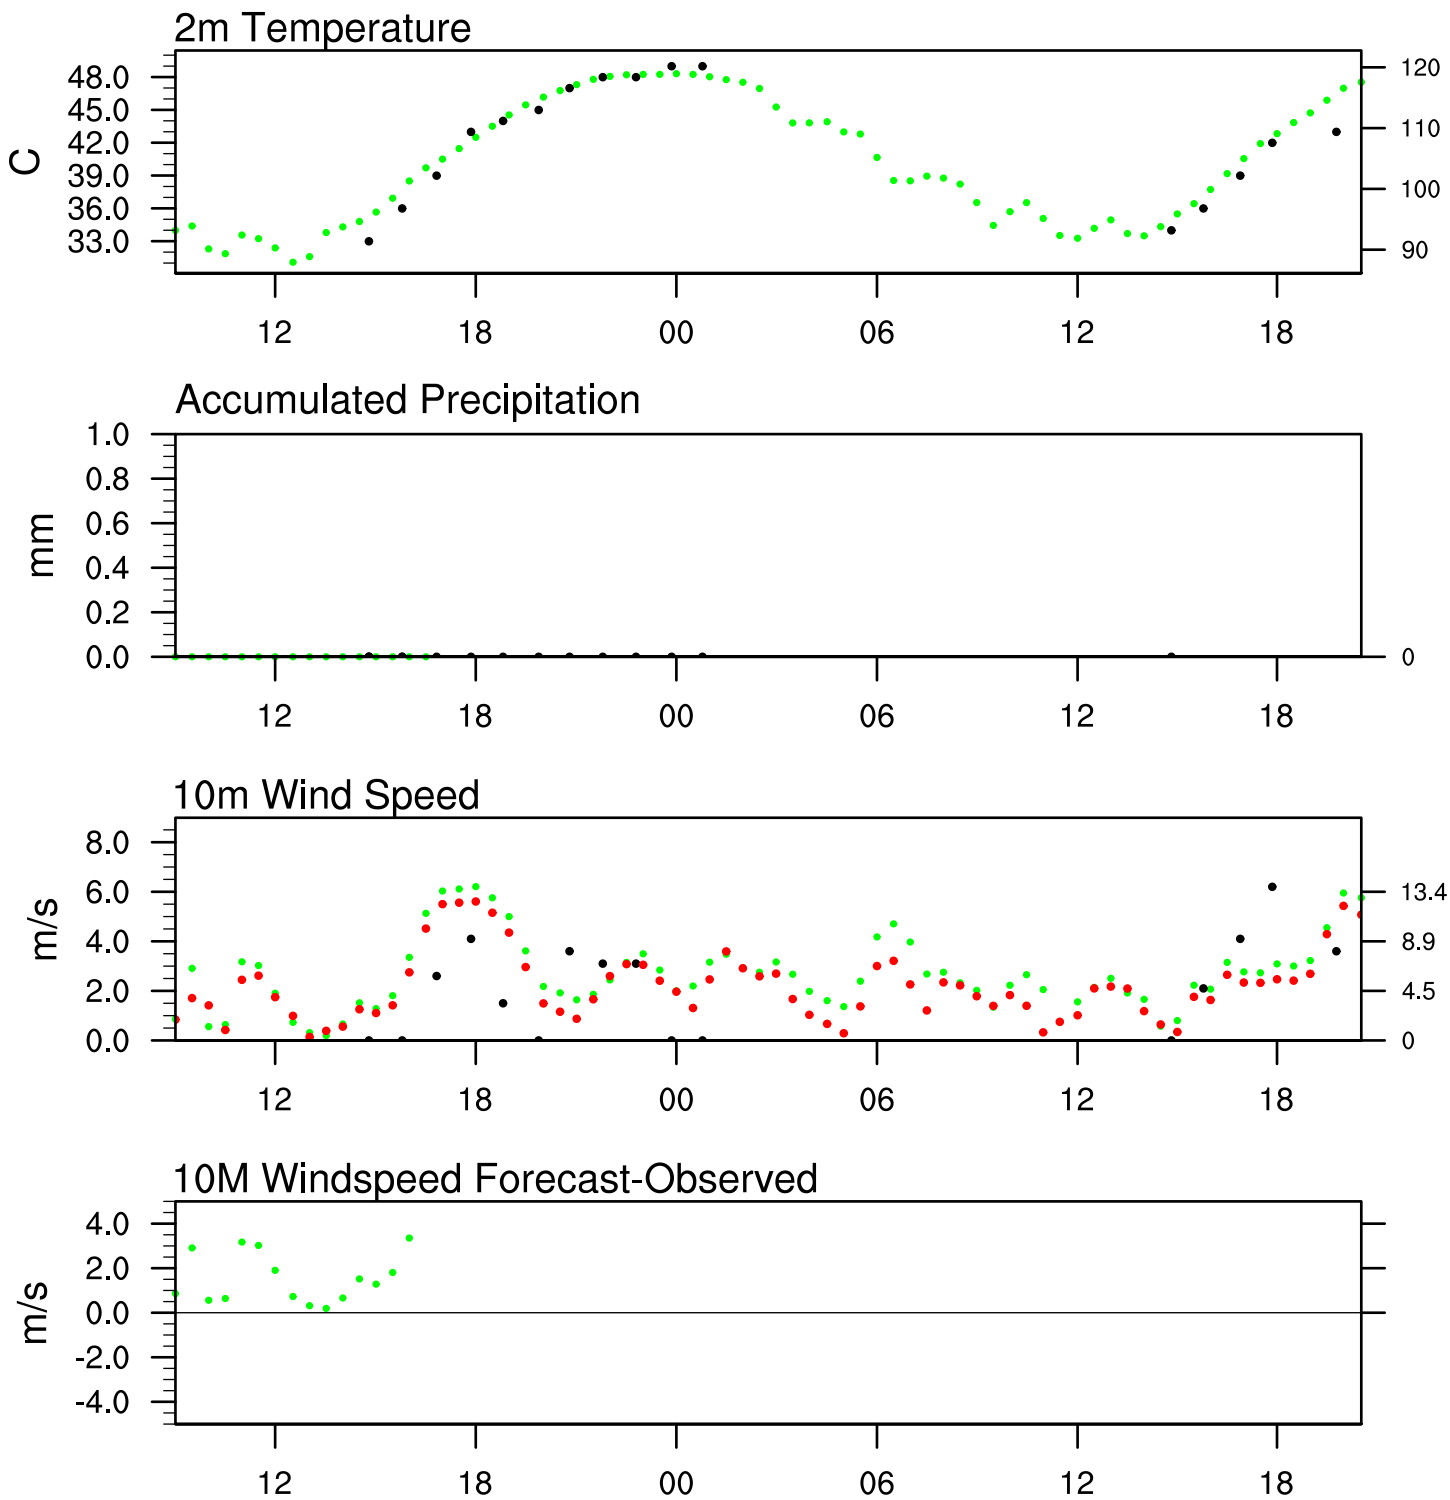 2m Temperature
C
48.0
45.0
42.0
39.0
36.0
33.0
120
110
100
90
12 18 00 06 12 18
Accumulated Precipitation
mm
1.0
0.8
0.6
0.4
0.2
0.0
0
12 18 00 06 12 18
10m Wind Speed
m/s
8.0
6.0
4.0
2.0
0.0
13.4
8.9
4.5
0
12 18 00 06 12 18
10M Windspeed Forecast-Observed
m/s
4.0
2.0
0.0
-2.0
-4.0
12 18 00 06 12 18